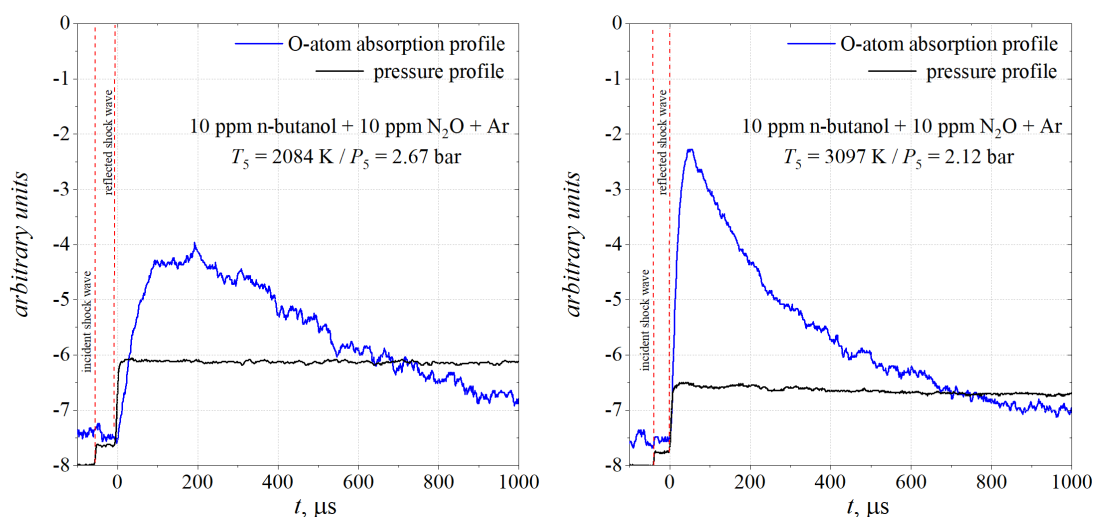 0
-1
-2
-3
-4
-5
-6
-7
-8
arbitrary units
incident shock wave
reflected shock wave
O-atom absorption profile
pressure profile
10 ppm n-butanol + 10 ppm N₂O + Ar
T₅ = 2084 K / P₅ = 2.67 bar
0 200 400 600 800 1000
t, μs
0
-1
-2
-3
-4
-5
-6
-7
-8
arbitrary units
incident shock wave
reflected shock wave
O-atom absorption profile
pressure profile
10 ppm n-butanol + 10 ppm N₂O + Ar
T₅ = 3097 K / P₅ = 2.12 bar
0 200 400 600 800 1000
t, μs